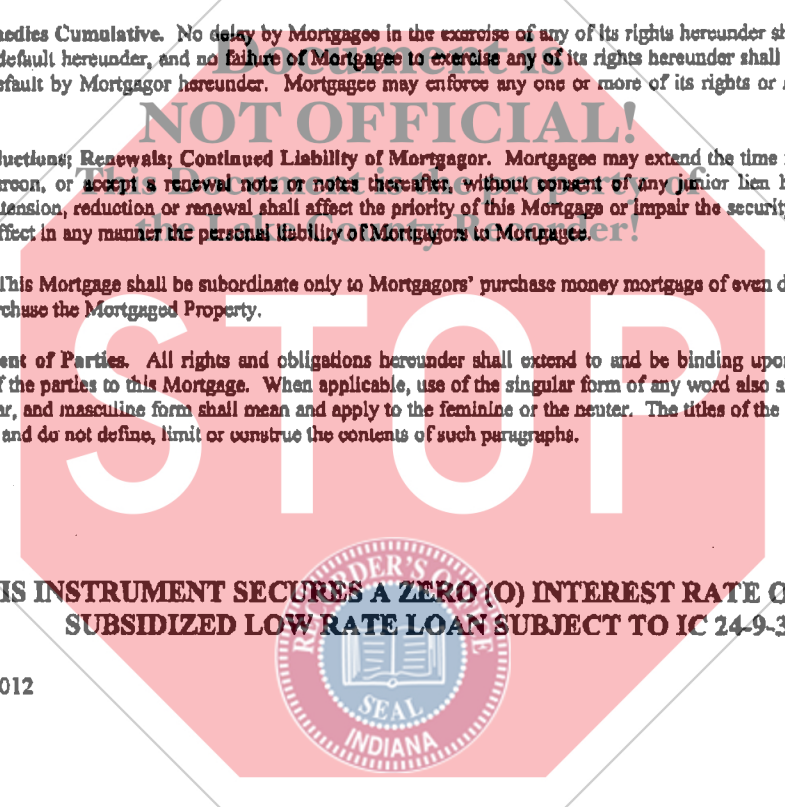 nedies Cumulative. No delay by Mortgagee in the exercise of any of its rights hereunder sh
default hereunder, and no failure of Mortgagee to exercise any of its rights hereunder shall
efault by Mortgagor hereunder. Mortgagee may enforce any one or more of its rights or
Document is
NOT OFFICIAL!
luctions; Renewals; Continued Liability of Mortgagor. Mortgagee may extend the time
ereon, or accept a renewal note or notes thereafter, without consent of any junior lien h
This Document is the property of
tension, reduction or renewal shall affect the priority of this Mortgage or impair the security
ffect in any manner the personal liability of Mortgagors to Mortgagee.
the Lake County Recorder!
This Mortgage shall be subordinate only to Mortgagors' purchase money mortgage of even d
rchase the Mortgaged Property.
ent of Parties. All rights and obligations hereunder shall extend to and be binding upon
f the parties to this Mortgage. When applicable, use of the singular form of any word also s
ar, and masculine form shall mean and apply to the feminine or the neuter. The titles of the
and do not define, limit or construe the contents of such paragraphs.
STOP
IS INSTRUMENT SECURES A ZERO (O) INTEREST RATE O
SUBSIDIZED LOW RATE LOAN SUBJECT TO IC 24-9-3
012
RECORDER'S OFFICE
SEAL
INDIANA